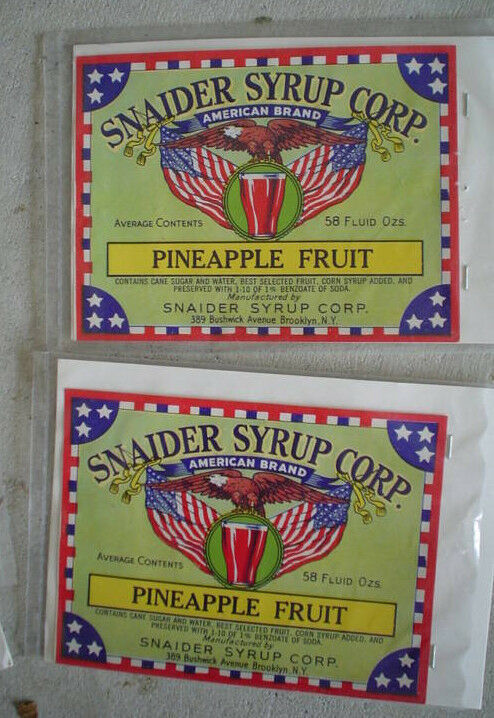 SNAIDER SYRUP CORP.
AMERICAN BRAND
AVERAGE CONTENTS 58 FLUID OZS.
PINEAPPLE FRUIT
CONTAINS CANE SUGAR AND WATER, BEST SELECTED FRUIT, CORN SYRUP ADDED, AND
PRESERVED WITH 1-10 OF 1% BENZOATE OF SODA.
Manufactured by
SNAIDER SYRUP CORP.
389 Bushwick Avenue Brooklyn, N.Y.
SNAIDER SYRUP CORP.
AMERICAN BRAND
AVERAGE CONTENTS 58 FLUID OZS.
PINEAPPLE FRUIT
CONTAINS CANE SUGAR AND WATER, BEST SELECTED FRUIT, CORN SYRUP ADDED, AND
PRESERVED WITH 1-10 OF 1% BENZOATE OF SODA.
Manufactured by
SNAIDER SYRUP CORP.
389 Bushwick Avenue Brooklyn, N.Y.